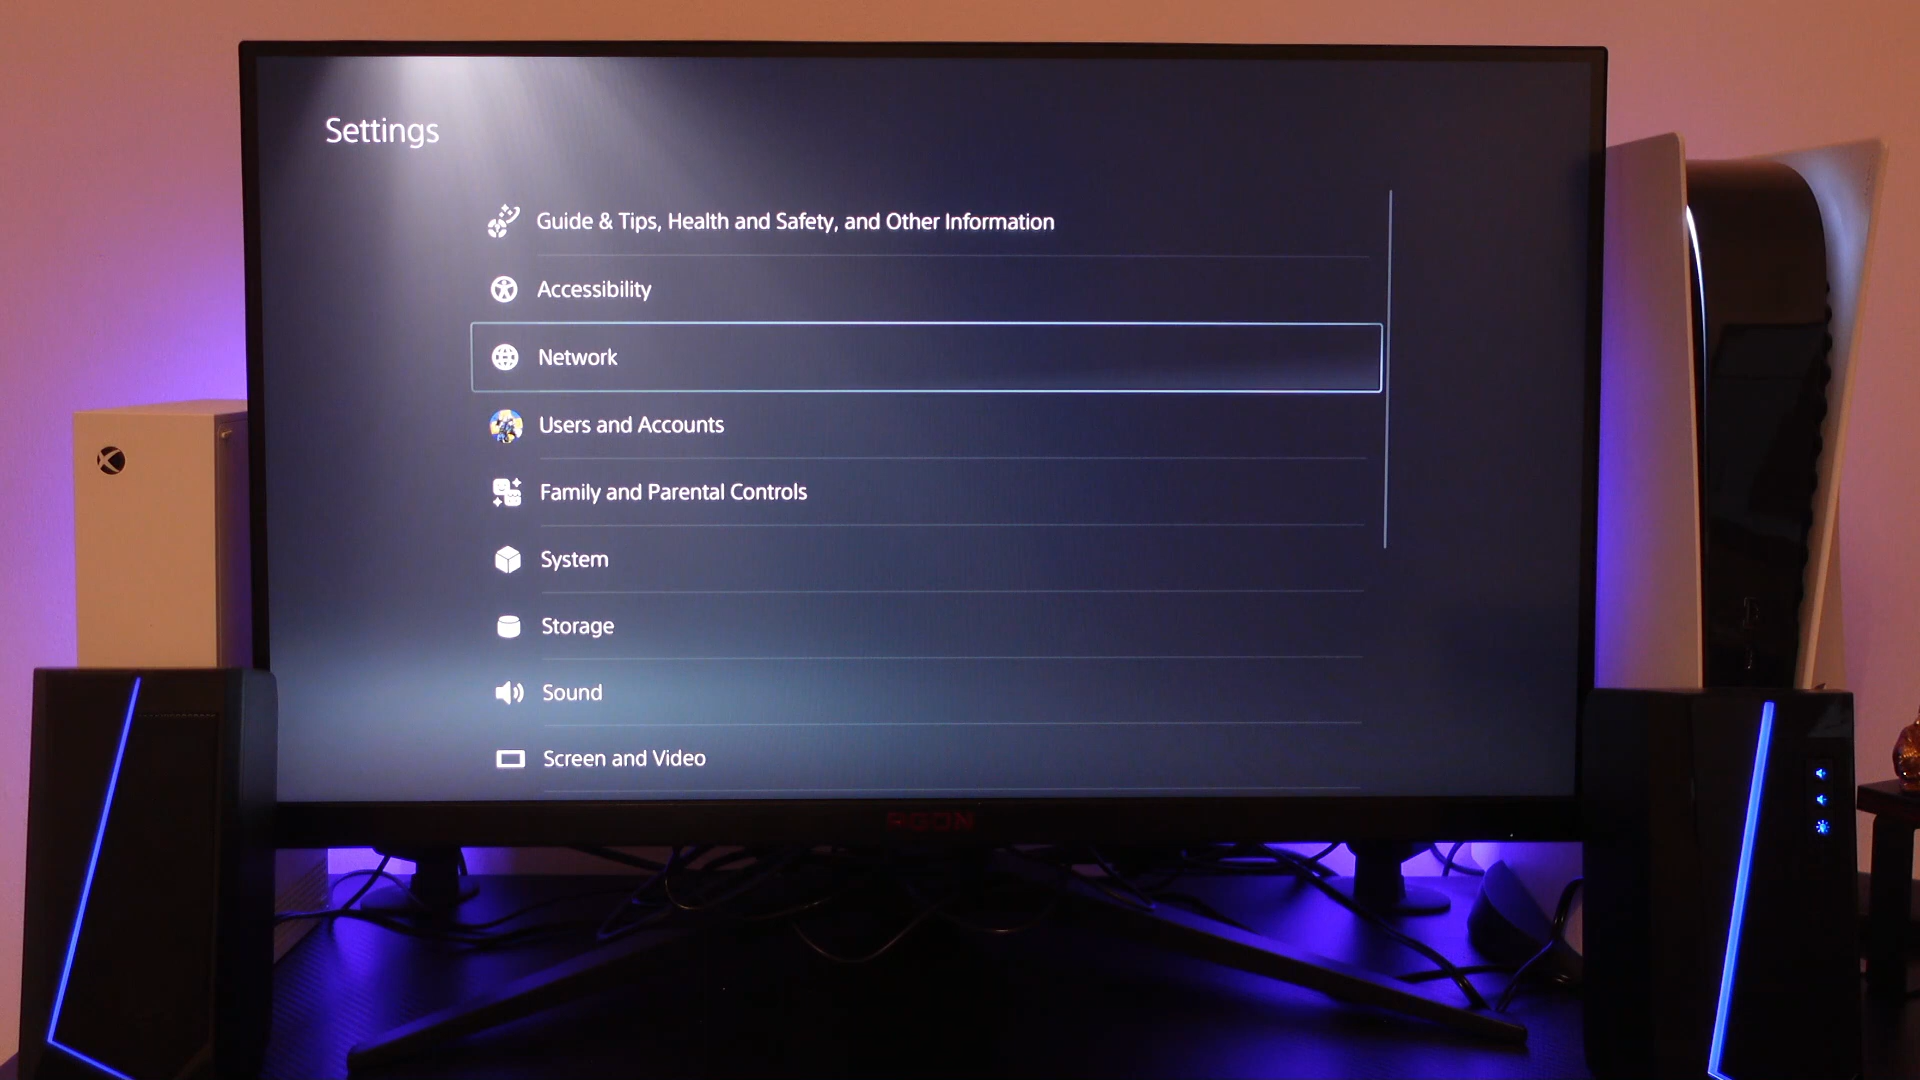 Settings
Guide & Tips, Health and Safety, and Other Information
Accessibility
Network
Users and Accounts
Family and Parental Controls
System
Storage
Sound
Screen and Video
AGON